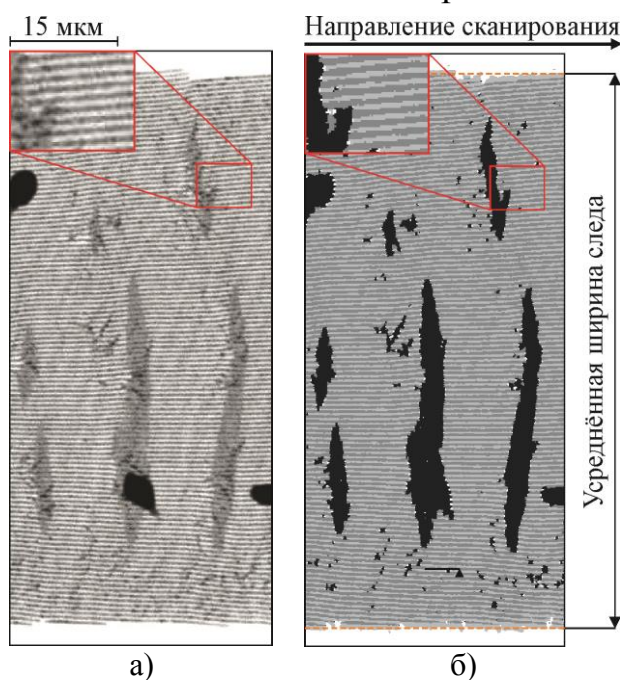 15 мкм
Направление сканирования
Усреднённая ширина следа
а)
б)